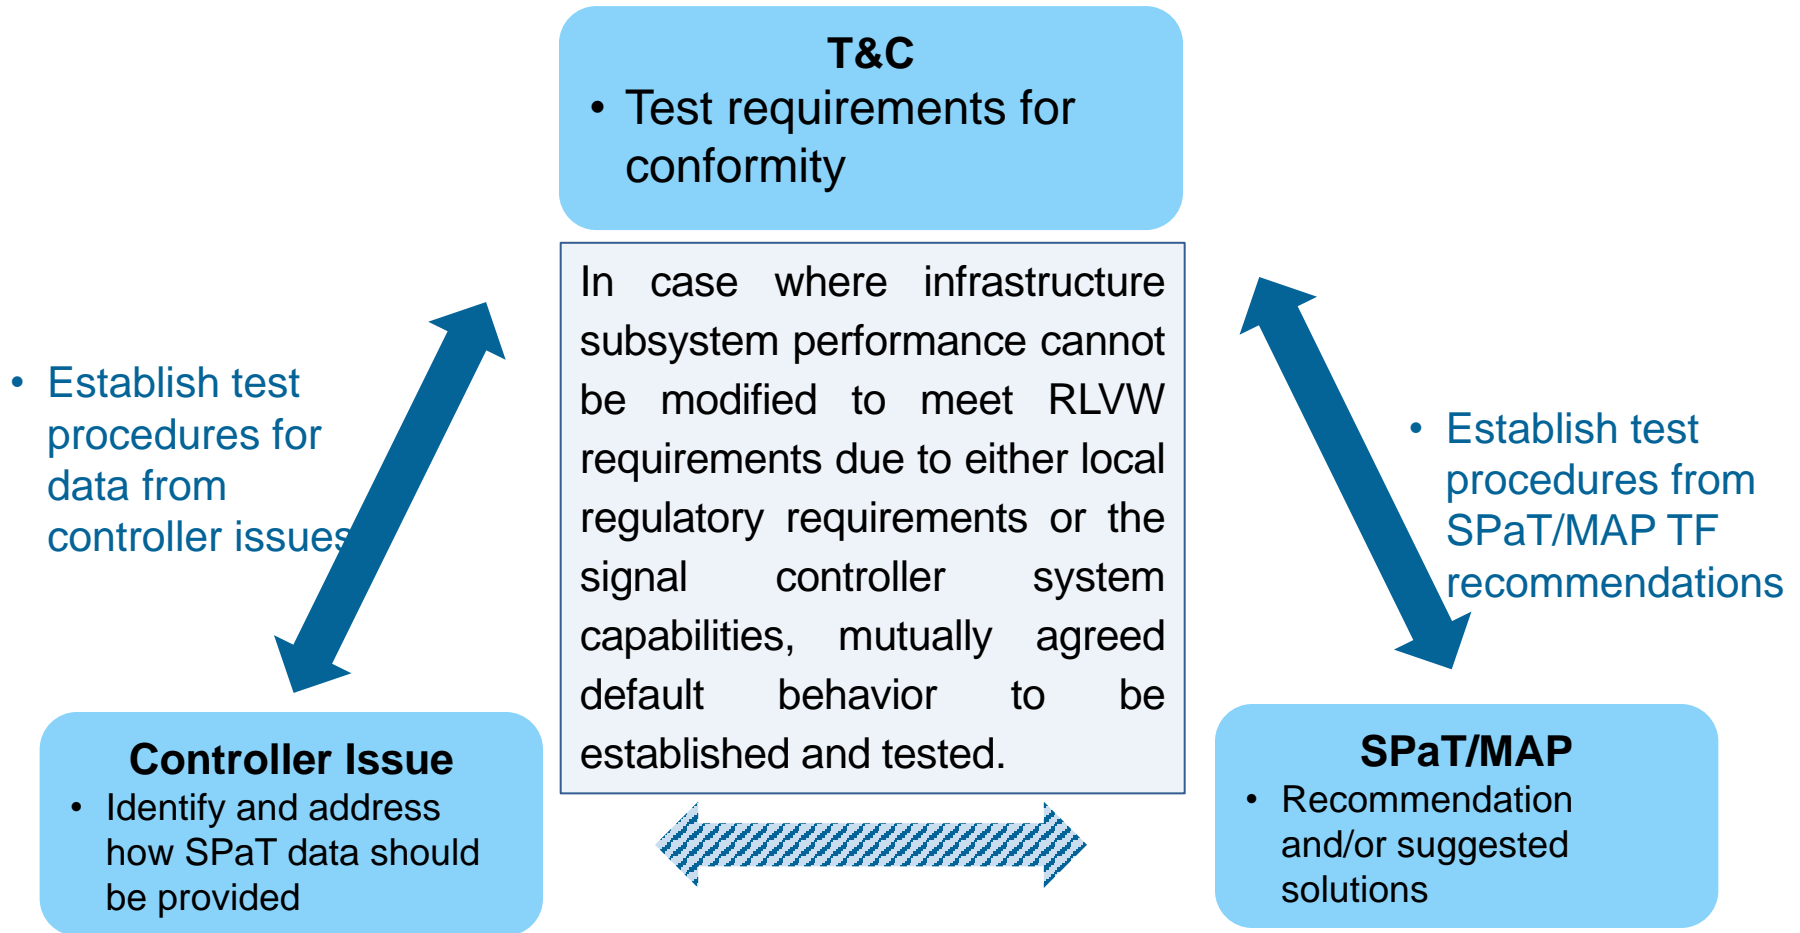 T&C
• Test requirements for
conformity
In case where infrastructure
subsystem performance cannot
be modified to meet RLVW
requirements due to either local
regulatory requirements or the
signal controller system
capabilities, mutually agreed
default behavior to be
established and tested.
• Establish test
procedures for
data from
controller issues
• Establish test
procedures from
SPaT/MAP TF
recommendations
Controller Issue
• Identify and address
how SPaT data should
be provided
SPaT/MAP
• Recommendation
and/or suggested
solutions